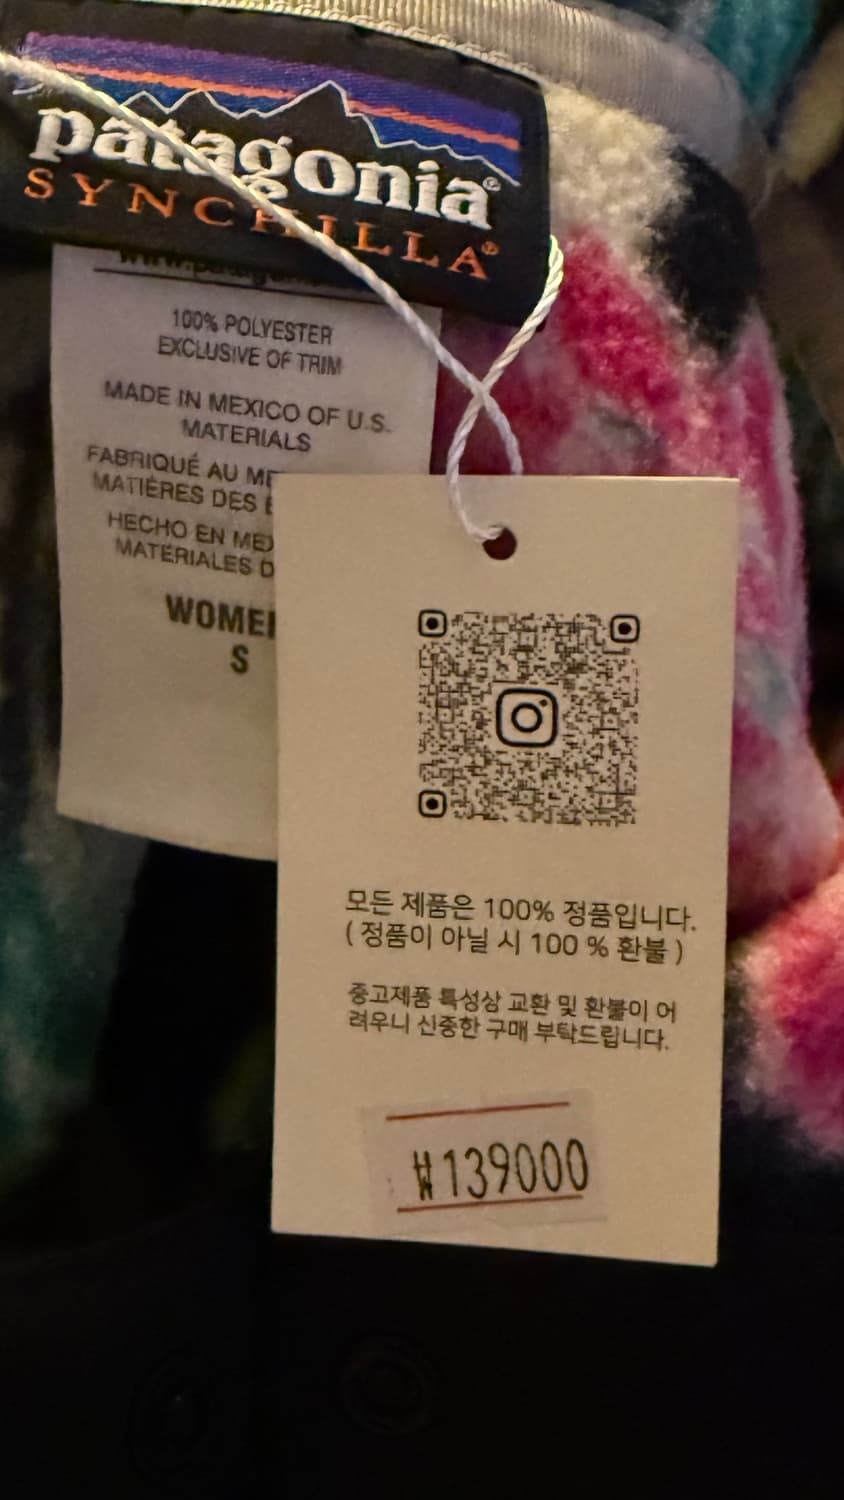 patagonia®
SYNCHILLA®
100% POLYESTER
EXCLUSIVE OF TRIM
MADE IN MEXICO OF U.S.
MATERIALS
FABRIQUÉ AU
MATIÈRES DES
HECHO EN
MATERIALES
S
모든 제품은 100% 정품입니다.
( 정품이 아닐 시 100 % 환불 )
중고제품 특성상 교환 및 환불이 어
려우니 신중한 구매 부탁드립니다.
₩139000